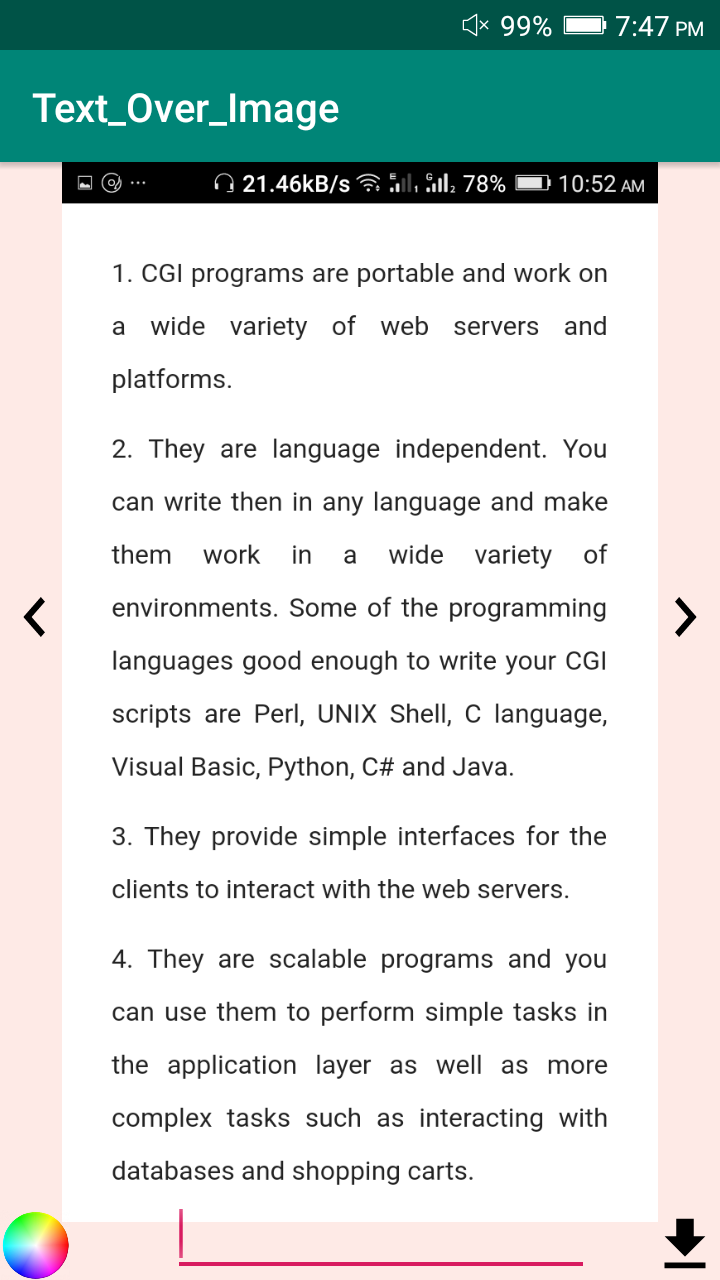 99% 7:47 PM
Text_Over_Image
... 21.46kB/s E 1 G 2 78% 10:52 AM
1. CGI programs are portable and work on
a wide variety of web servers and
platforms.
2. They are language independent. You
can write then in any language and make
them work in a wide variety of
environments. Some of the programming
languages good enough to write your CGI
scripts are Perl, UNIX Shell, C language,
Visual Basic, Python, C# and Java.
3. They provide simple interfaces for the
clients to interact with the web servers.
4. They are scalable programs and you
can use them to perform simple tasks in
the application layer as well as more
complex tasks such as interacting with
databases and shopping carts.